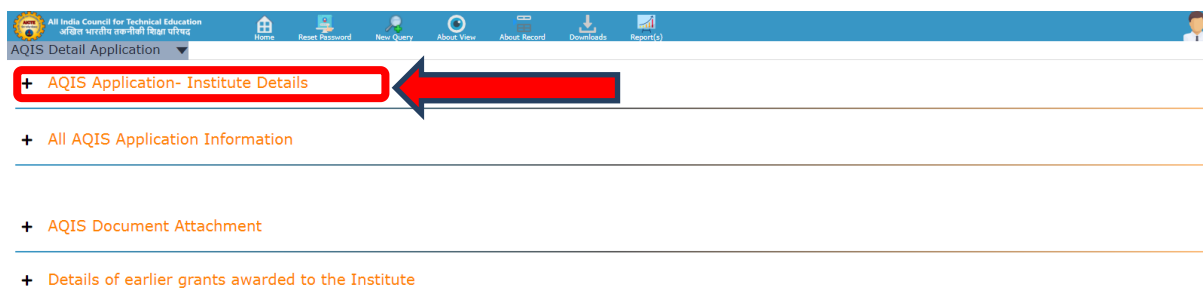 All India Council for Technical Education
अखिल भारतीय तकनीकी शिक्षा परिषद
Home Reset Password New Query About View About Record Downloads Report(s)
AQIS Detail Application
+ AQIS Application- Institute Details
+ All AQIS Application Information
+ AQIS Document Attachment
+ Details of earlier grants awarded to the Institute